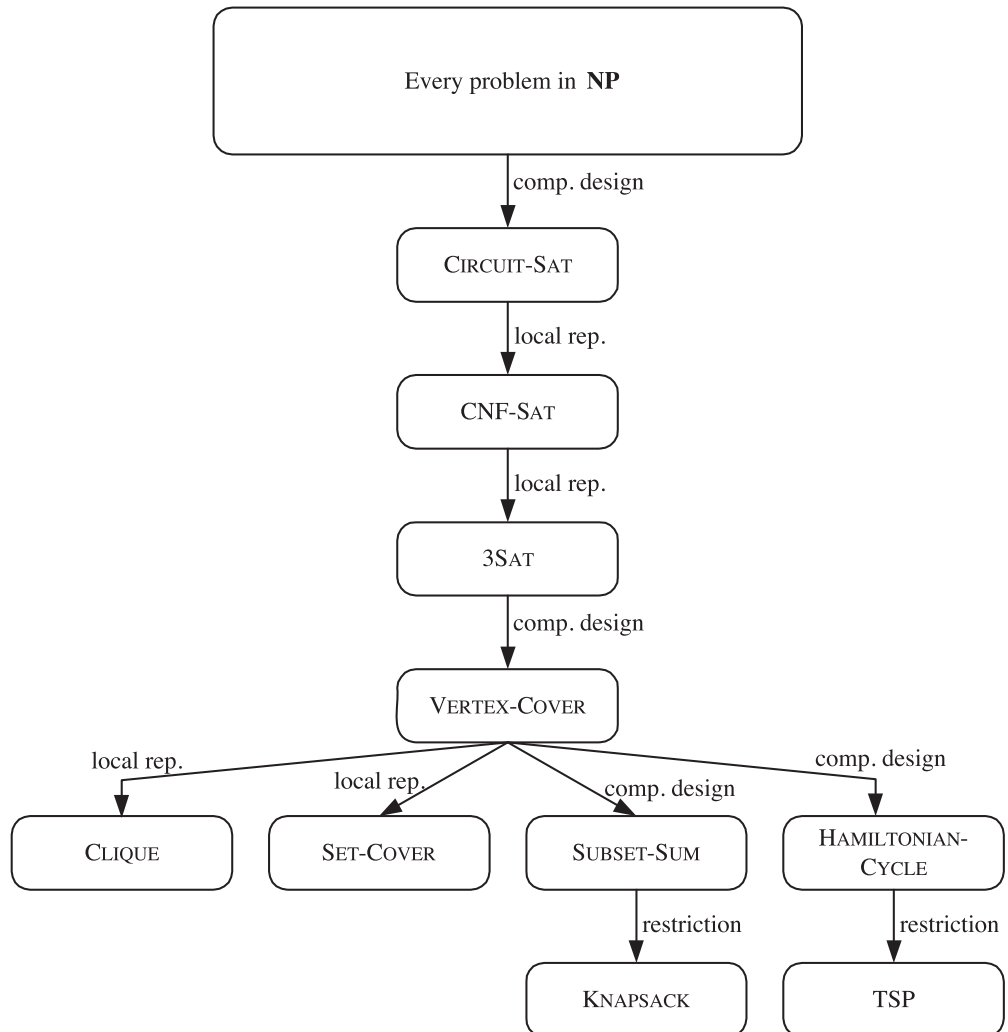 Every problem in NP
comp. design
CIRCUIT-SAT
local rep.
CNF-SAT
local rep.
3SAT
comp. design
VERTEX-COVER
local rep.
local rep.
comp. design
comp. design
CLIQUE
SET-COVER
SUBSET-SUM
HAMILTONIAN-
CYCLE
restriction
restriction
KNAPSACK
TSP